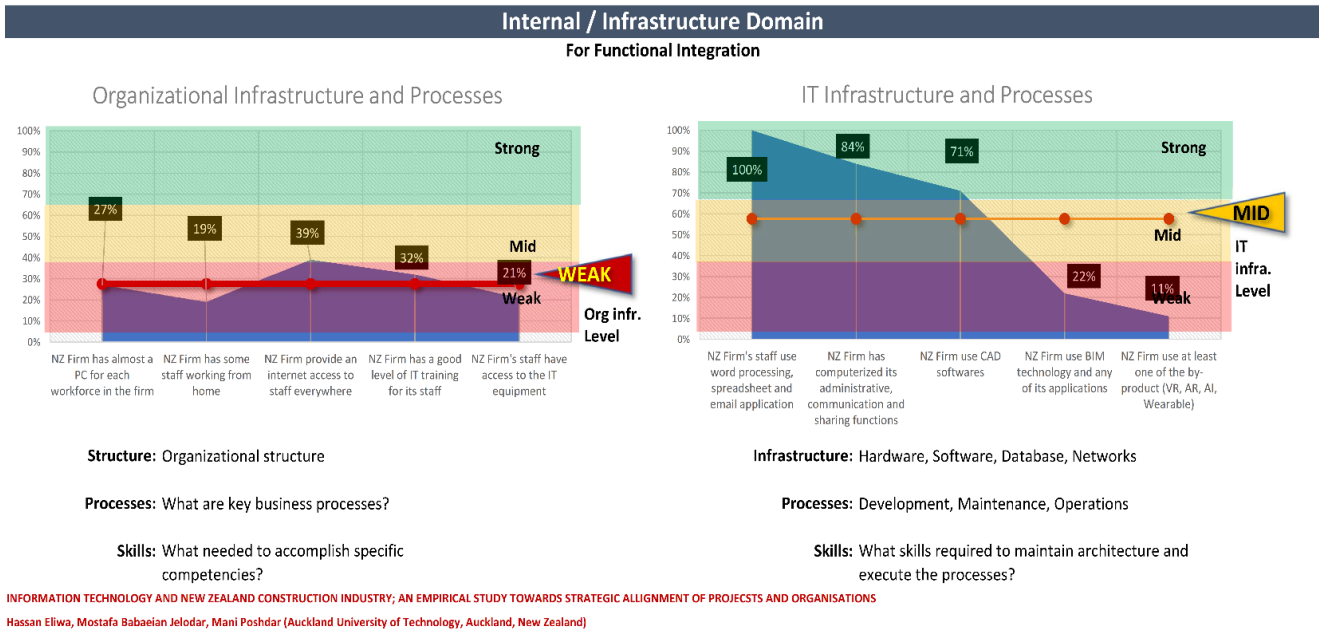 Internal / Infrastructure Domain
For Functional Integration
Organizational Infrastructure and Processes
100%
90%
80%
70%
60%
50%
40%
30%
20%
10%
0%
Strong
Mid
Weak
27%
19%
39%
32%
21%
WEAK
Org infr.
Level
NZ Firm has almost a
PC for each
workforce in the firm
NZ Firm has some
staff working from
home
NZ Firm provide an
internet access to
staff everywhere
NZ Firm has a good
level of IT training
for its staff
NZ Firm's staff have
access to the IT
equipment
Structure: Organizational structure
Processes: What are key business processes?
Skills: What needed to accomplish specific
competencies?
IT Infrastructure and Processes
100%
90%
80%
70%
60%
50%
40%
30%
20%
10%
0%
Strong
Mid
Weak
100%
84%
71%
22%
11%
MID
IT
infra.
Level
NZ Firm's staff use
word processing,
spreadsheet and
email application
NZ Firm has
computerized its
administrative,
communication and
sharing functions
NZ Firm use CAD
softwares
NZ Firm use BIM
technology and any
of its applications
NZ Firm use at least
one of the by-
product (VR, AR, AI,
Wearable)
Infrastructure: Hardware, Software, Database, Networks
Processes: Development, Maintenance, Operations
Skills: What skills required to maintain architecture and
execute the processes?
INFORMATION TECHNOLOGY AND NEW ZEALAND CONSTRUCTION INDUSTRY; AN EMPIRICAL STUDY TOWARDS STRATEGIC ALLIGNMENT OF PROJECSTS AND ORGANISATIONS
Hassan Eliwa, Mostafa Babaeian Jelodar, Mani Poshdar (Auckland University of Technology, Auckland, New Zealand)